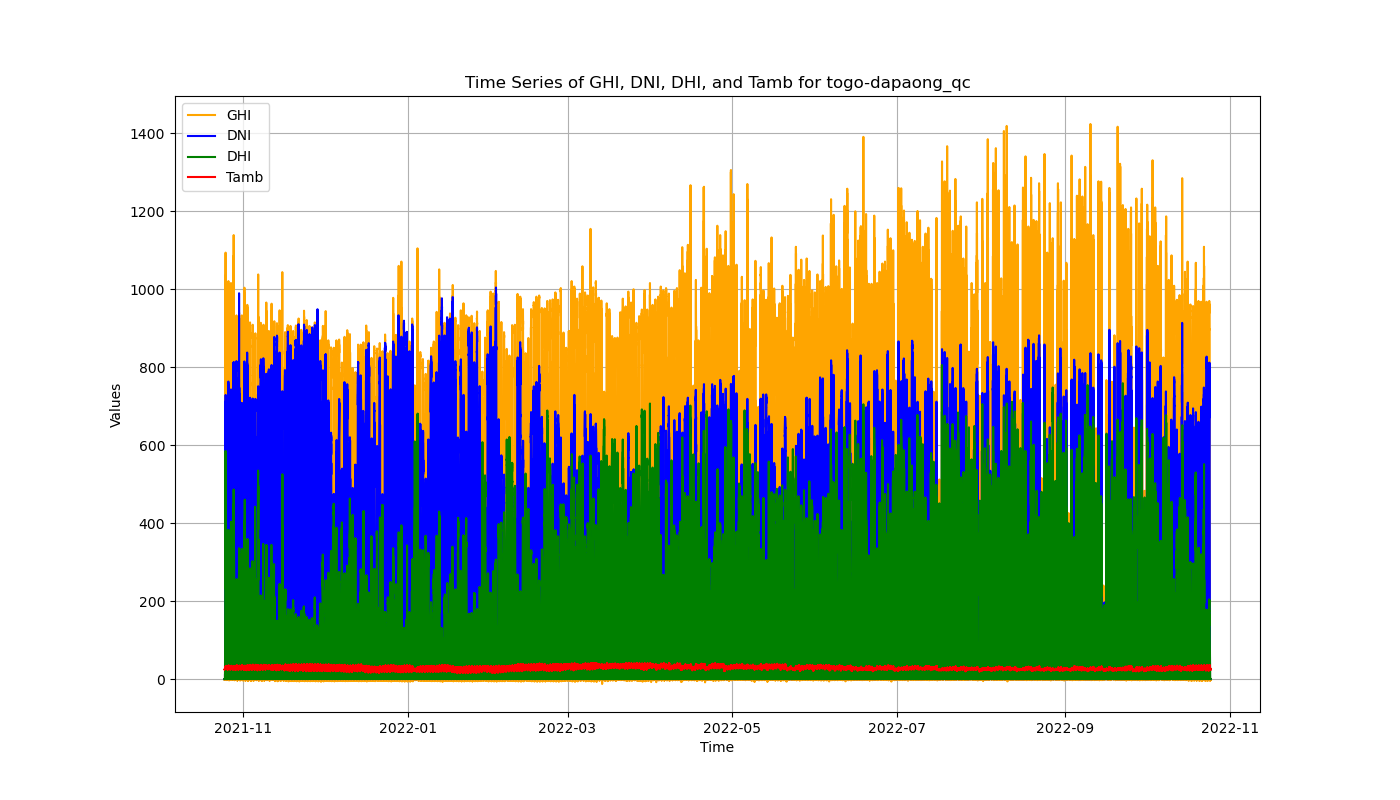 Time Series of GHI, DNI, DHI, and Tamb for togo-dapaong_qc
GHI
DNI
DHI
Tamb
1400
1200
1000
800
600
400
200
0
Values
2021-11
2022-01
2022-03
2022-05
2022-07
2022-09
2022-11
Time